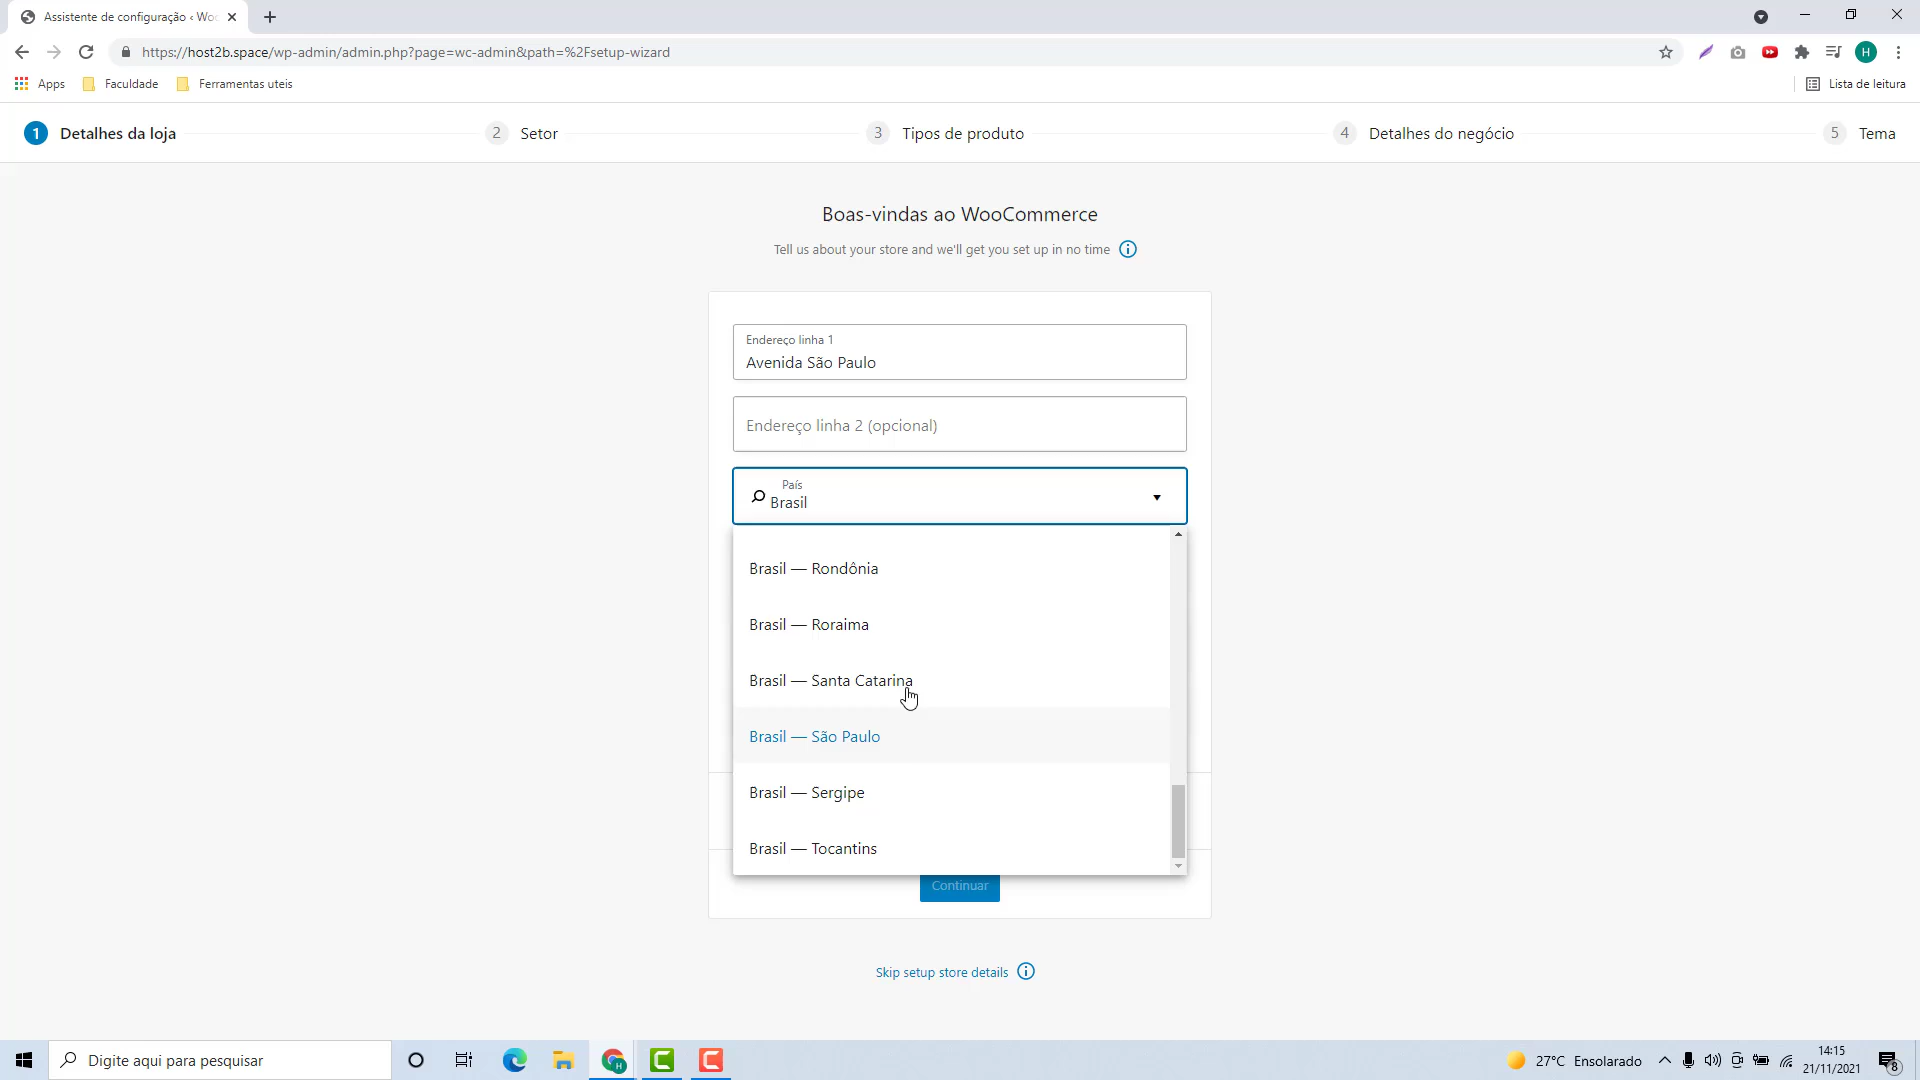 Assistente de configuração ‹ Woo
https://host2b.space/wp-admin/admin.php?page=wc-admin&path=%2Fsetup-wizard
H
Apps
Faculdade
Ferramentas uteis
Lista de leitura
1 Detalhes da loja
2 Setor
3 Tipos de produto
4 Detalhes do negócio
5 Tema
Boas-vindas ao WooCommerce
Tell us about your store and we'll get you set up in no time
Endereço linha 1
Avenida São Paulo
Endereço linha 2 (opcional)
País
Brasil
Brasil — Rondônia
Brasil — Roraima
Brasil — Santa Catarina
Brasil — São Paulo
Brasil — Sergipe
Brasil — Tocantins
Continuar
Skip setup store details
Digite aqui para pesquisar
27°C Ensolarado
14:15
21/11/2021
8